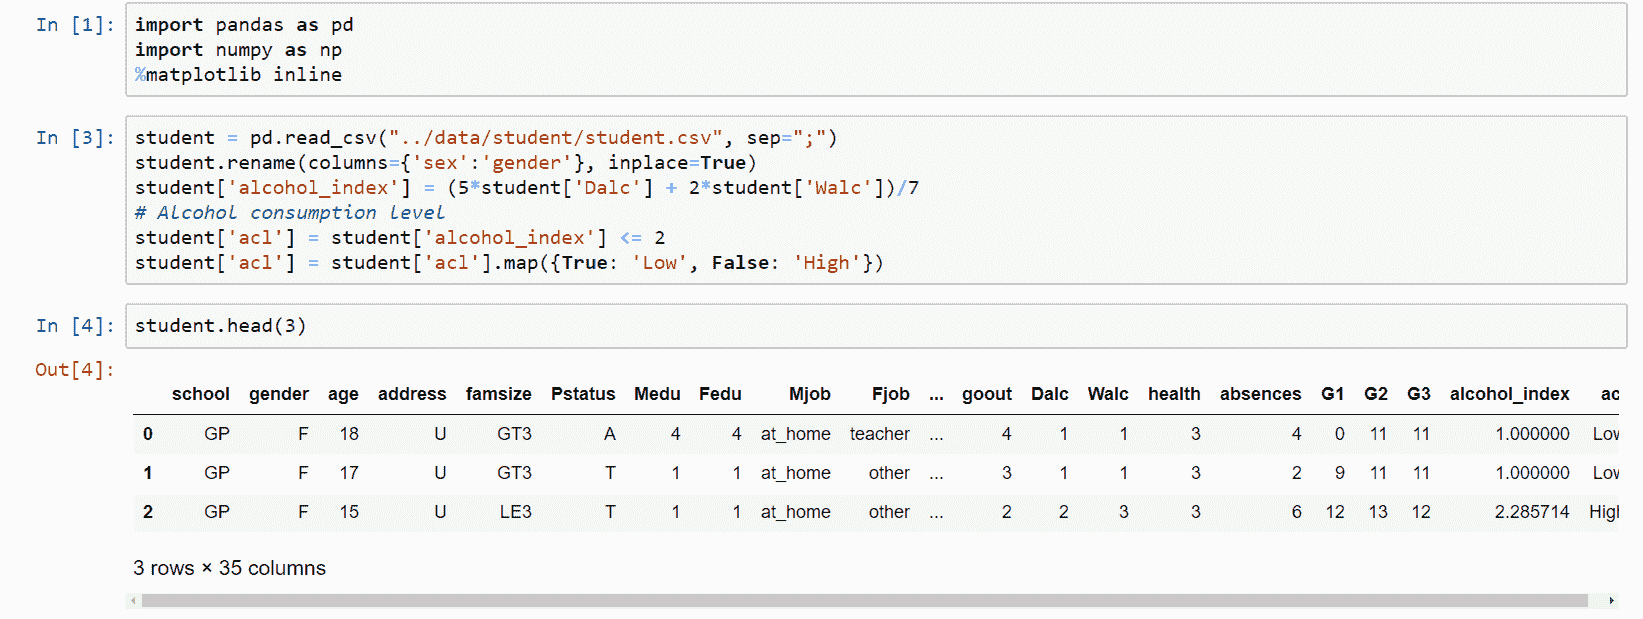 In [1]: import pandas as pd
import numpy as np
%matplotlib inline
In [3]: student = pd.read_csv("../data/student/student.csv", sep=";")
student.rename(columns={'sex':'gender'}, inplace=True)
student['alcohol_index'] = (5*student['Dalc'] + 2*student['Walc'])/7
# Alcohol consumption level
student['acl'] = student['alcohol_index'] <= 2
student['acl'] = student['acl'].map({True: 'Low', False: 'High'})
In [4]: student.head(3)
Out[4]:
school gender age address famsize Pstatus Medu Fedu Mjob Fjob ... goout Dalc Walc health absences G1 G2 G3 alcohol_index ac
0 GP F 18 U GT3 A 4 4 at_home teacher ... 4 1 1 3 4 0 11 11 1.000000 Low
1 GP F 17 U GT3 T 1 1 at_home other ... 3 1 1 3 2 9 11 11 1.000000 Low
2 GP F 15 U LE3 T 1 1 at_home other ... 2 2 3 3 6 12 13 12 2.285714 High
3 rows × 35 columns